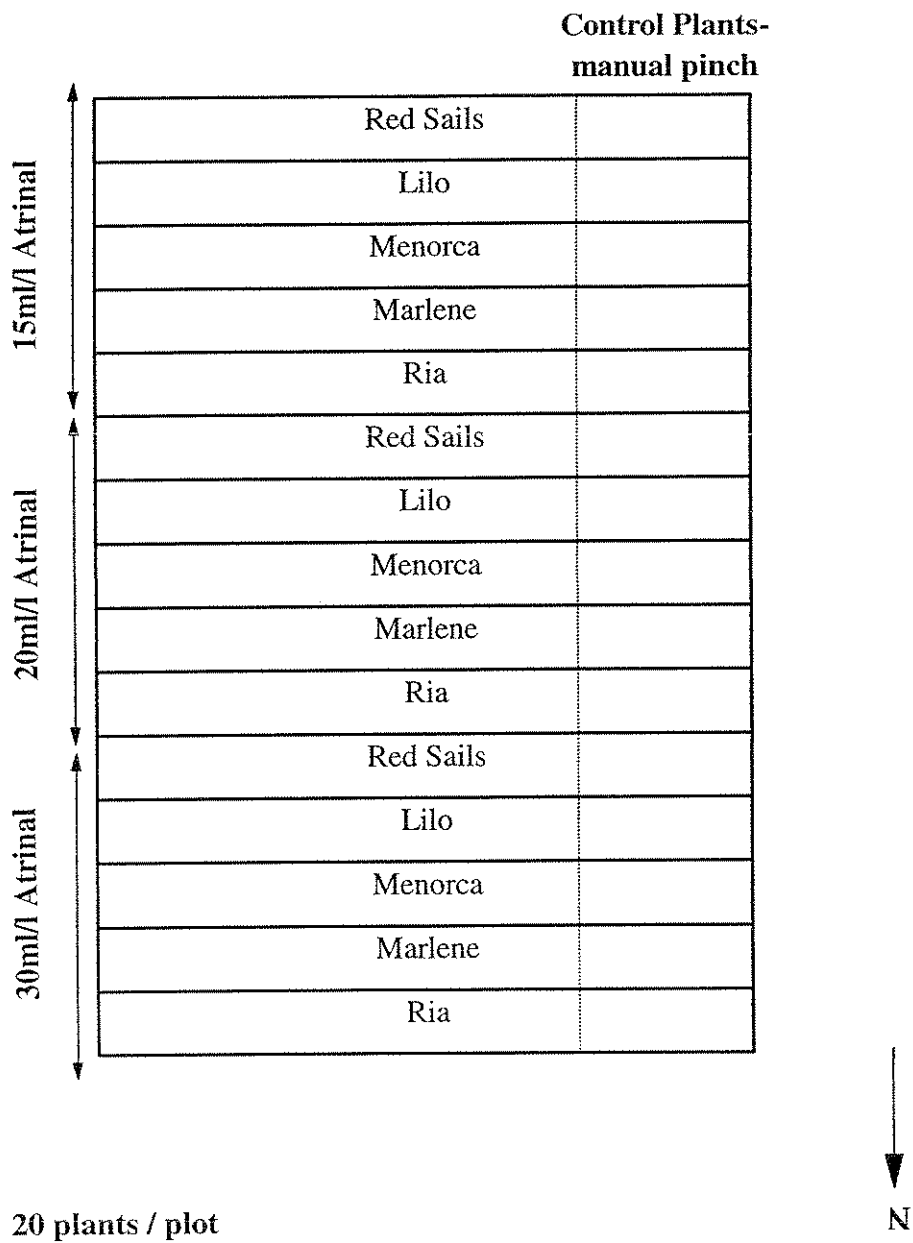 Control Plants-
manual pinch
15ml/l Atrinal
Red Sails
Lilo
Menorca
Marlene
Ria
20ml/l Atrinal
Red Sails
Lilo
Menorca
Marlene
Ria
30ml/l Atrinal
Red Sails
Lilo
Menorca
Marlene
Ria
20 plants / plot
N